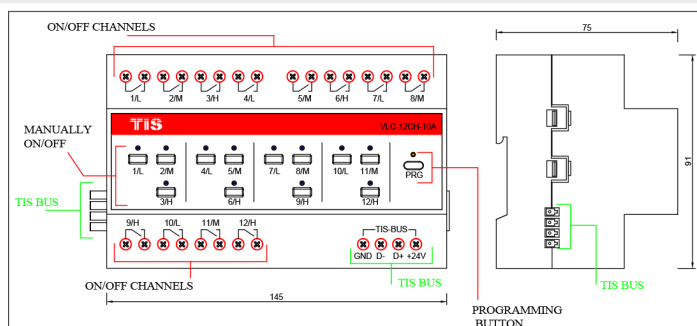 ON/OFF CHANNELS
75
1/L 2/M 3/H 4/L 5/M 6/H 7/L 8/M
TIS
VLC-12CH-10A
MANUALLY
ON/OFF
1/L 2/M 4/L 5/M 7/L 8/M 10/L 11/M
PRG
3/H 6/H 9/H 12/H
91
TIS BUS
9/H 10/L 11/M 12/H
TIS-BUS
GND D- D+ +24V
TIS BUS
TIS BUS
ON/OFF CHANNELS
145
PROGRAMMING
BUTTON